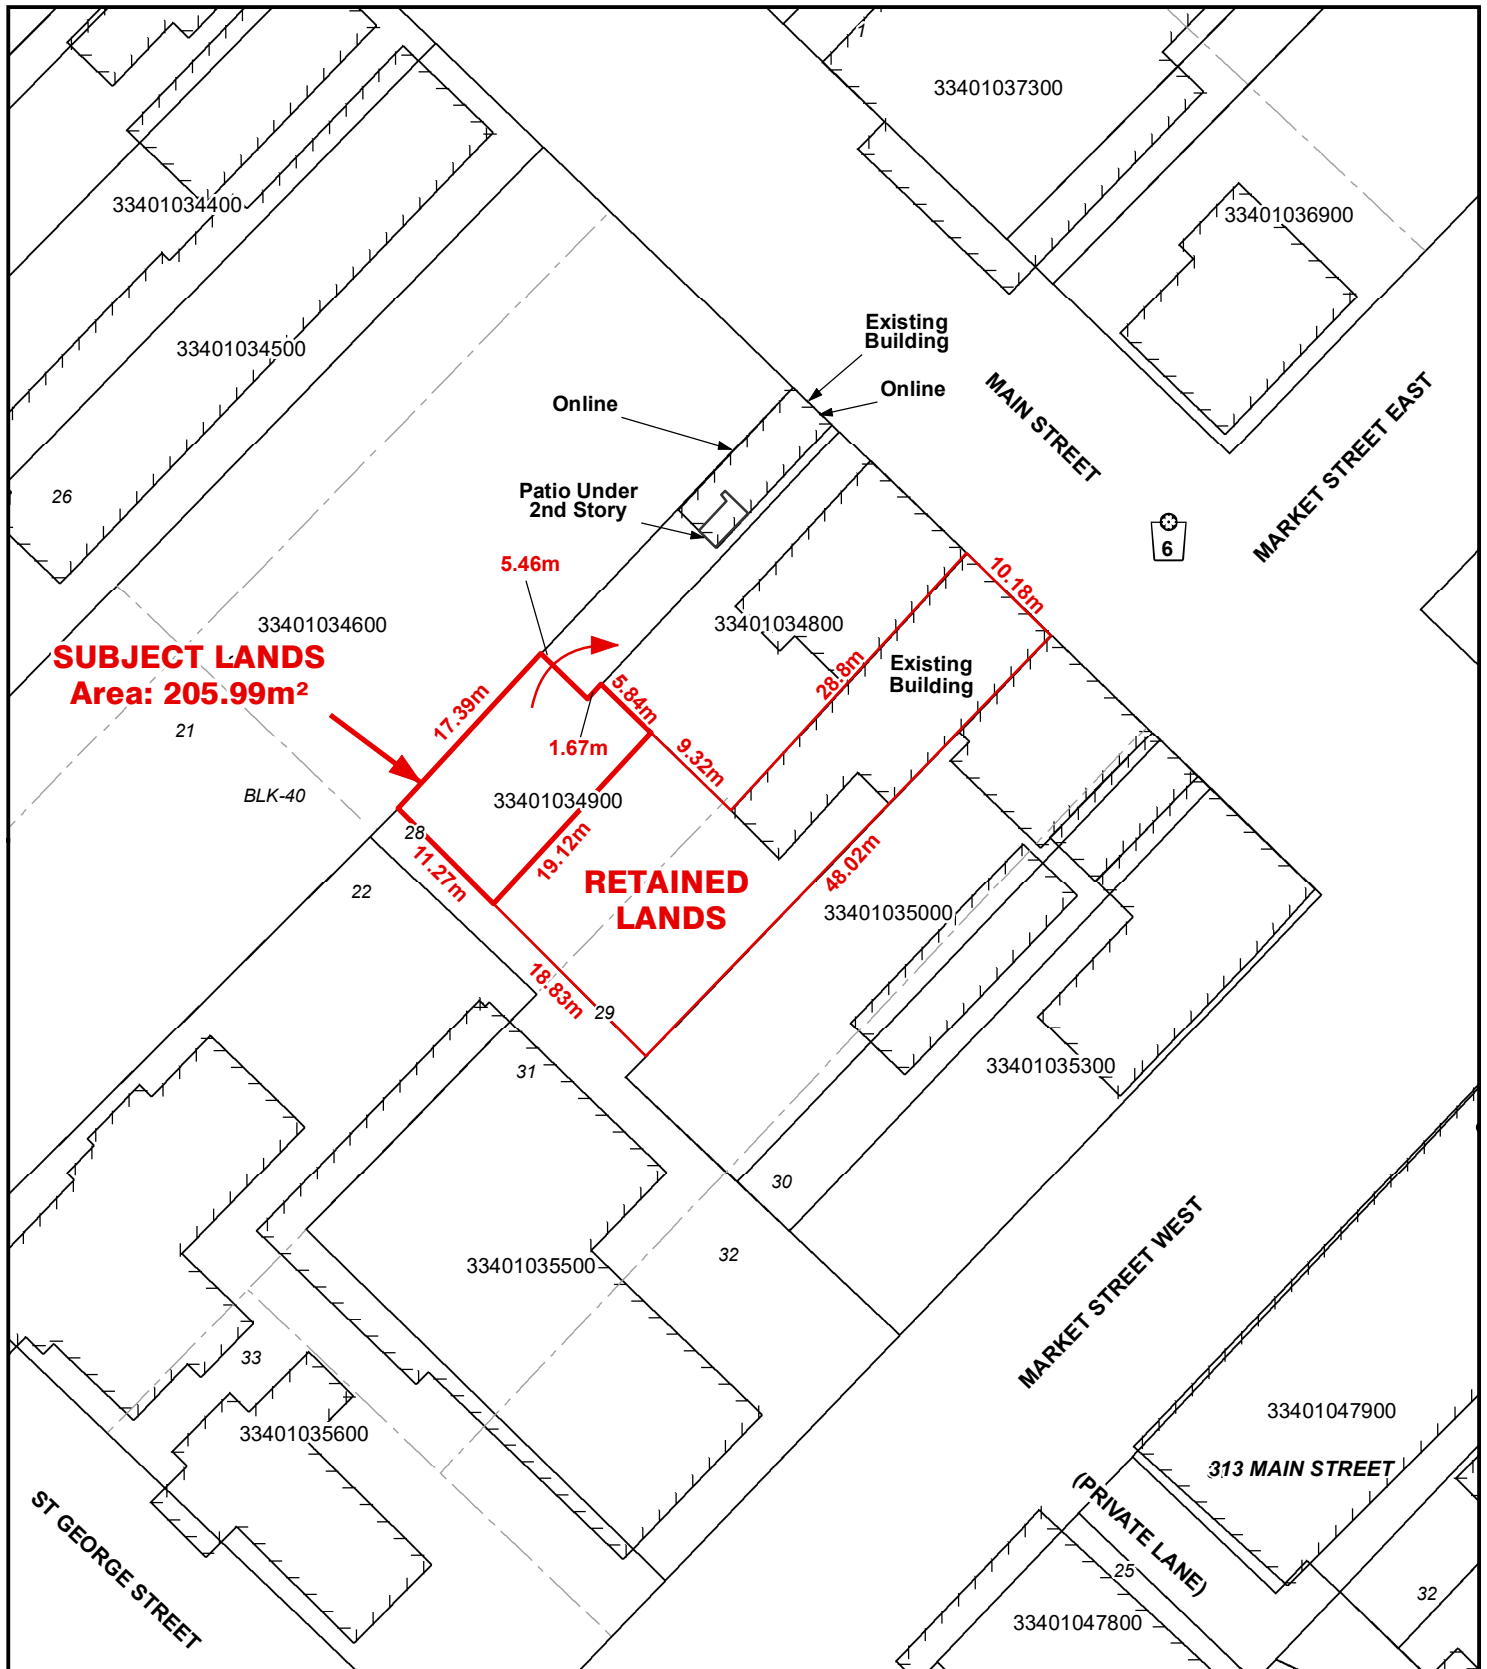 1
33401037300
33401034400
33401036900
33401034500
Existing
Building
Online
Online
MAIN STREET
MARKET STREET EAST
26
Patio Under
2nd Story
6
5.46m
10.18m
33401034600
33401034800
SUBJECT LANDS
Area: 205.99m²
28.8m
Existing
Building
17.39m
5.84m
21
1.67m
9.32m
BLK-40
33401034900
28
11.27m
19.12m
48.02m
22
RETAINED
LANDS
33401035000
18.83m
29
31
33401035300
30
MARKET STREET WEST
32
33401035500
33
33401035600
33401047900
313 MAIN STREET
(PRIVATE LANE)
ST GEORGE STREET
25
32
33401047800